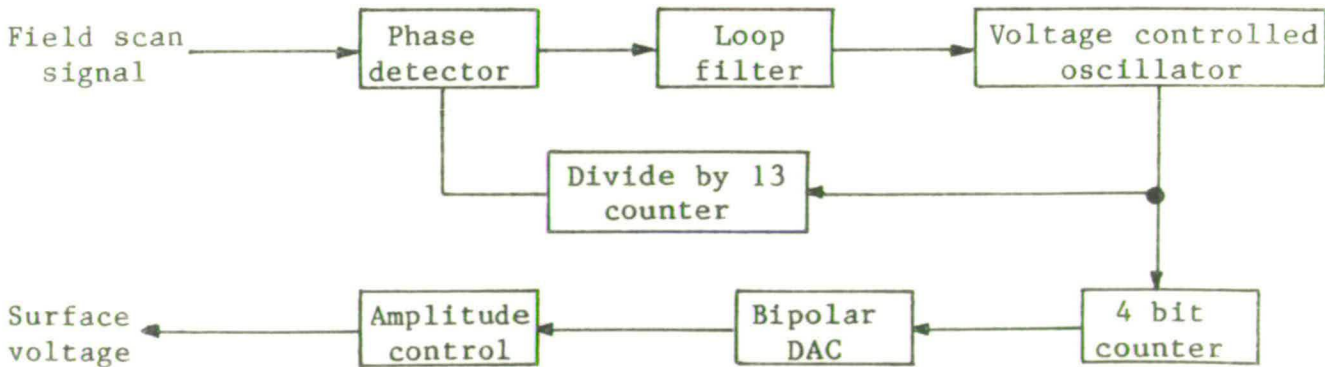 Field scan
signal
Phase
detector
Loop
filter
Voltage controlled
oscillator
Divide by 13
counter
Surface
voltage
Amplitude
control
Bipolar
DAC
4 bit
counter